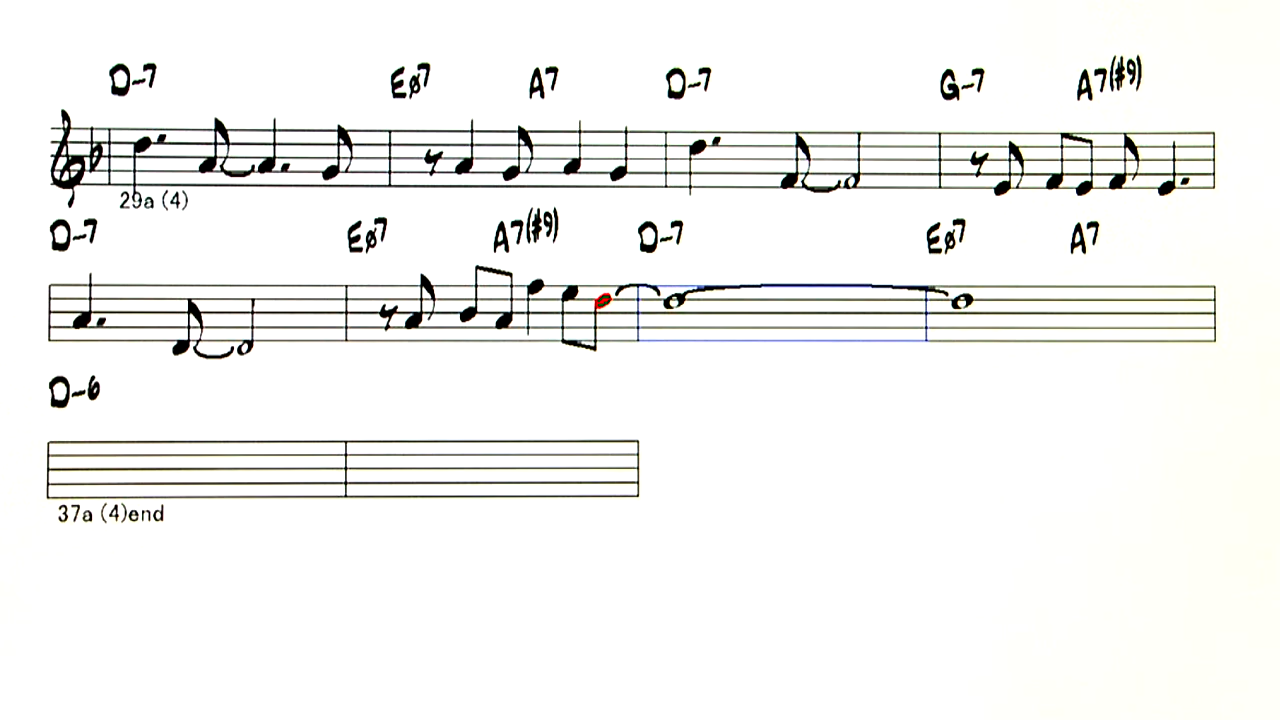 D-7 Eø7 A7 D-7 G-7 A7(#9)
29a (4)
D-7 Eø7 A7(#9) D-7 Eø7 A7
D-6
37a (4)end